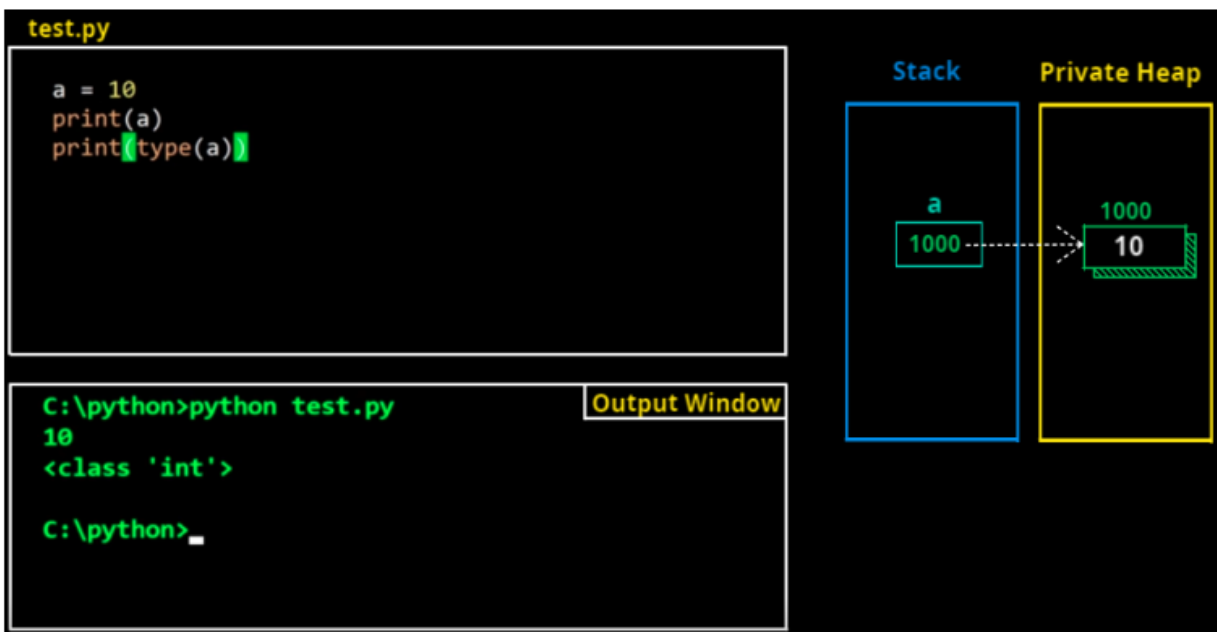 test.py
a = 10
print(a)
print(type(a))
Stack
Private Heap
a
1000
1000
10
Output Window
C:\python>python test.py
10
<class 'int'>
C:\python>_